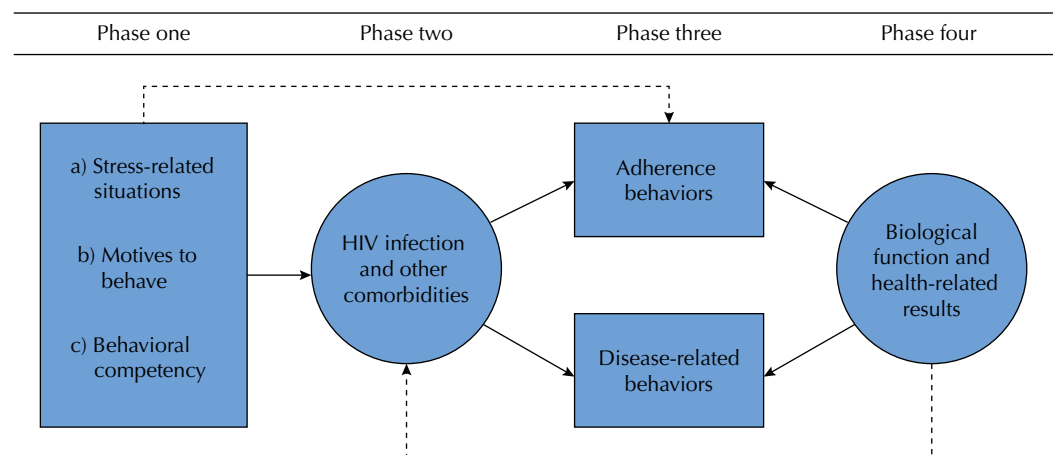 Phase one
Phase two
Phase three
Phase four
a) Stress-related
situations
b) Motives to
behave
c) Behavioral
competency
HIV infection
and other
comorbidities
Adherence
behaviors
Disease-related
behaviors
Biological
function and
health-related
results